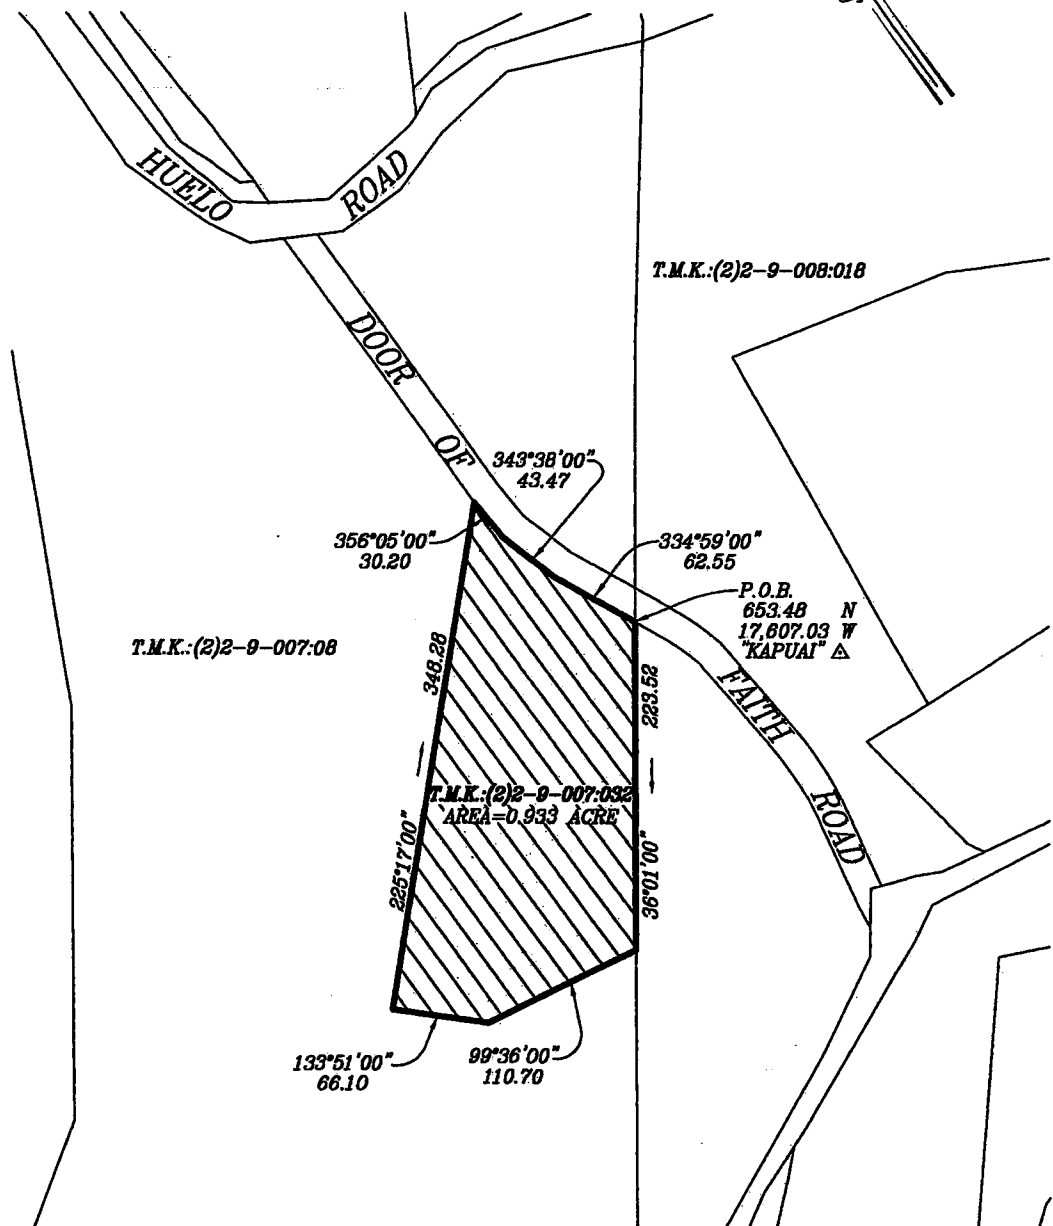 HUELO
ROAD
T.M.K.:(2)2-9-008:018
DOOR
OF
343°38'00"
43.47
356°05'00"
30.20
334°59'00"
62.55
P.O.B.
653.48 N
17,607.03 W
"KAPUAI"
T.M.K.:(2)2-9-007:08
348.28
223.52
FAITH
ROAD
T.M.K.:(2)2-9-007:032
AREA=0.933 ACRE
225°17'00"
36°01'00"
133°51'00"
66.10
99°36'00"
110.70